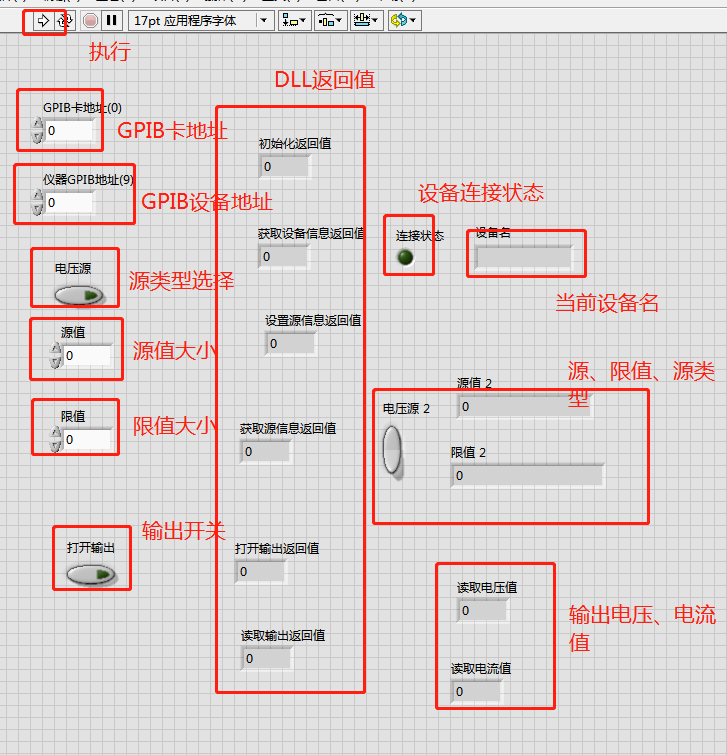 17pt 应用程序字体
执行
DLL返回值
GPIB卡地址(0)
0
GPIB卡地址
初始化返回值
0
仪器GPIB地址(9)
0
GPIB设备地址
设备连接状态
获取设备信息返回值
0
连接状态
设备名
电压源
源类型选择
当前设备名
设置源信息返回值
0
源值
0
源值大小
源、限值、源类
型
源值 2
0
电压源 2
限值
0
限值大小
获取源信息返回值
0
限值 2
0
打开输出
输出开关
打开输出返回值
0
读取电压值
0
输出电压、电流
值
读取输出返回值
0
读取电流值
0